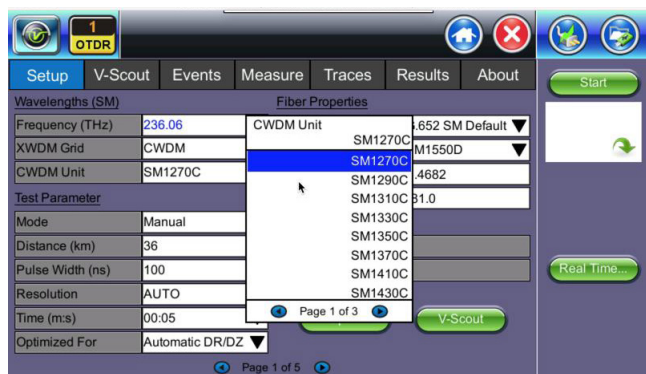 1
OTDR
Setup V-Scout Events Measure Traces Results About
Start
Wavelengths (SM) Fiber Properties
Frequency (THz) 236.06 CWDM Unit .652 SM Default
SM1270C
XWDM Grid CWDM SM1270C M1550D
CWDM Unit SM1270C SM1290C .4682
Test Parameter SM1310C 31.0
Mode Manual SM1330C
SM1350C
Distance (km) 36 SM1370C
Pulse Width (ns) 100 SM1410C Real Time...
Resolution AUTO SM1430C
Time (m:s) 00:05 Page 1 of 3 V-Scout
Optimized For Automatic DR/DZ
Page 1 of 5